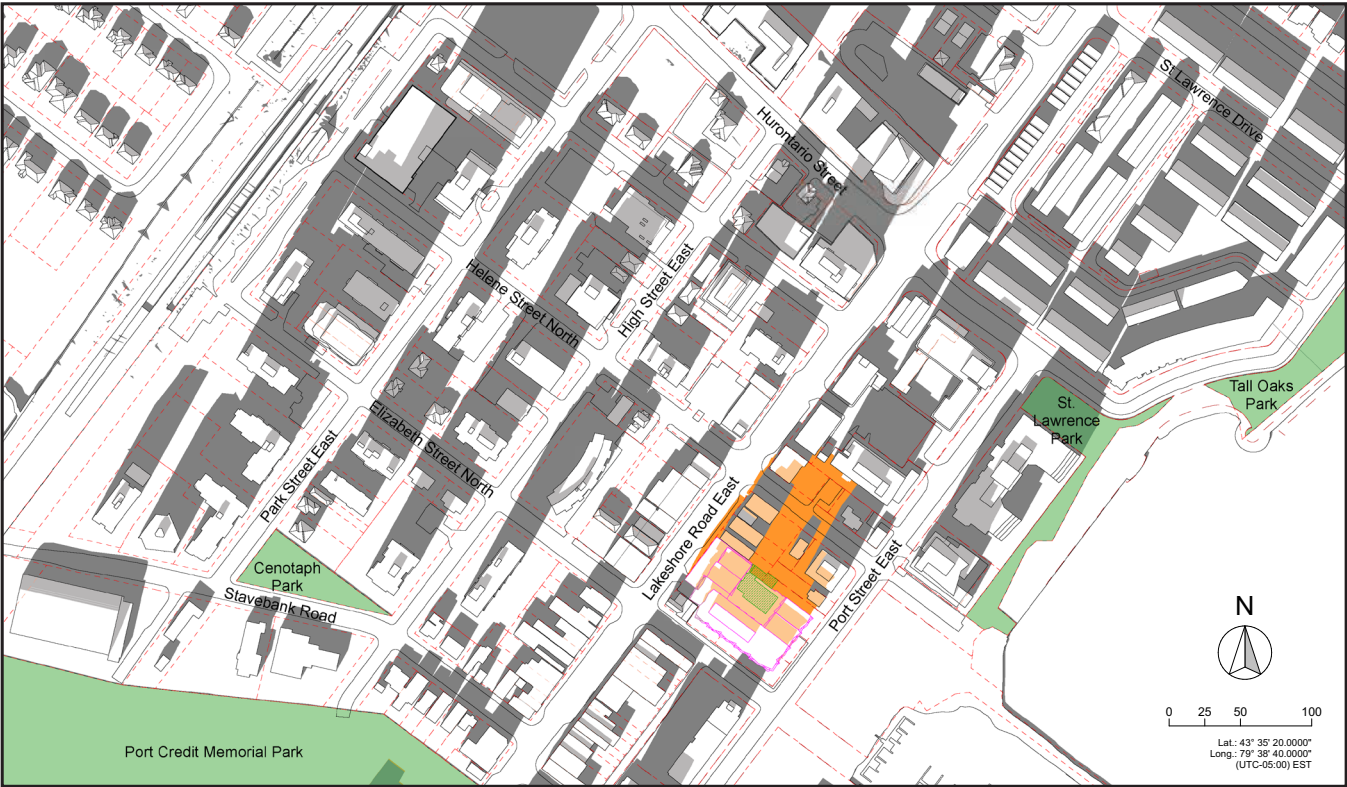 St Lawrence Drive
Hurontario Street
High Street East
Helene Street North
Tall Oaks
Park
St.
Lawrence
Park
Elizabeth Street North
Park Street East
Lakeshore Road East
Port Street East
Cenotaph
Park
Stavebank Road
N
0 25 50 100
Lat.: 43° 35' 20.0000"
Long.: 79° 38' 40.0000"
(UTC-05:00) EST
Port Credit Memorial Park